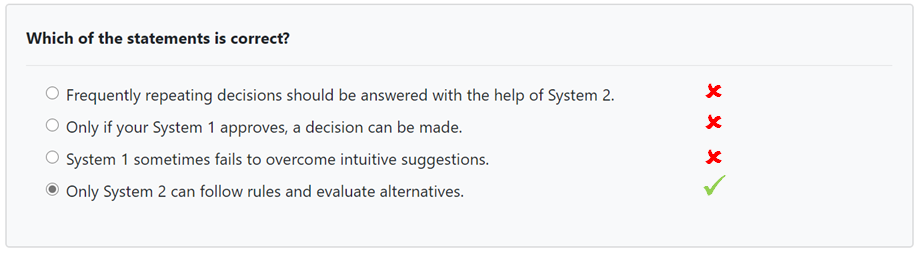 Which of the statements is correct?
Frequently repeating decisions should be answered with the help of System 2.
Only if your System 1 approves, a decision can be made.
System 1 sometimes fails to overcome intuitive suggestions.
Only System 2 can follow rules and evaluate alternatives.